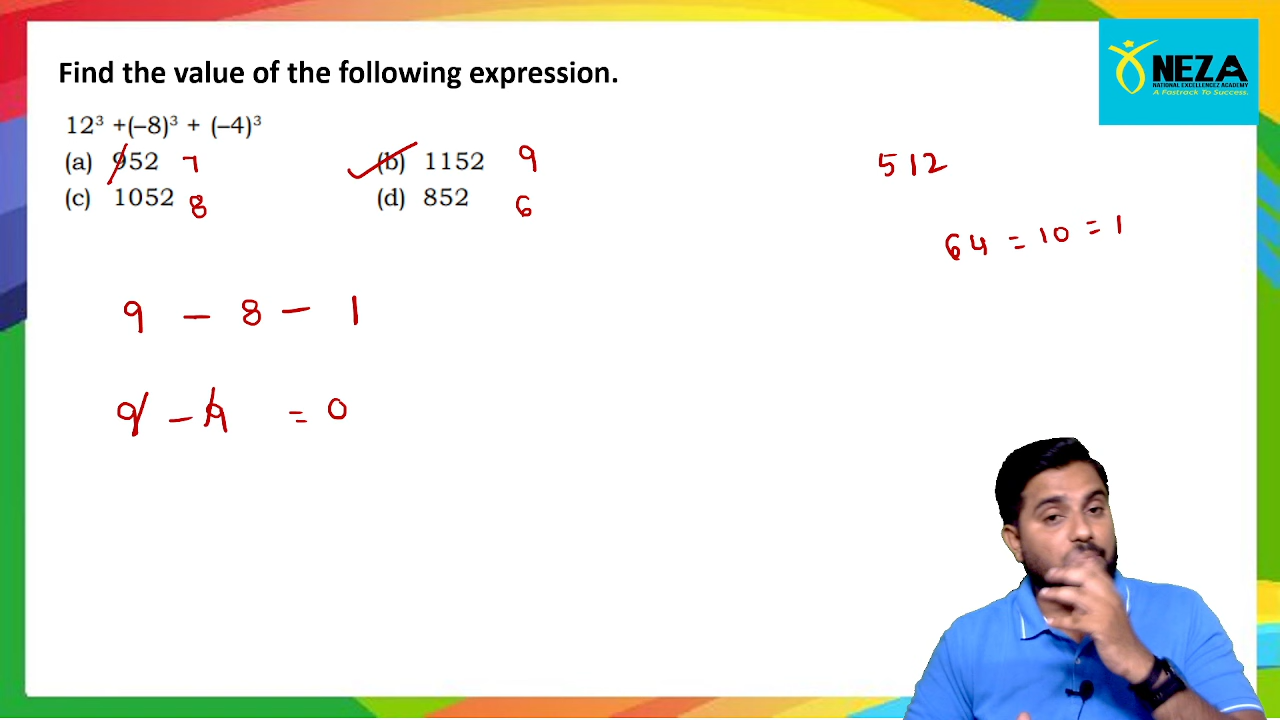 Find the value of the following expression.
NEZA
NATIONAL EXCELLENCEZ ACADEMY
A Fastrack To Success.
12³ +(–8)³ + (–4)³
(a) 952 7 (b) 1152 9
(c) 1052 8 (d) 852 6
512
64 = 10 = 1
9 – 8 – 1
9 – 9 = 0